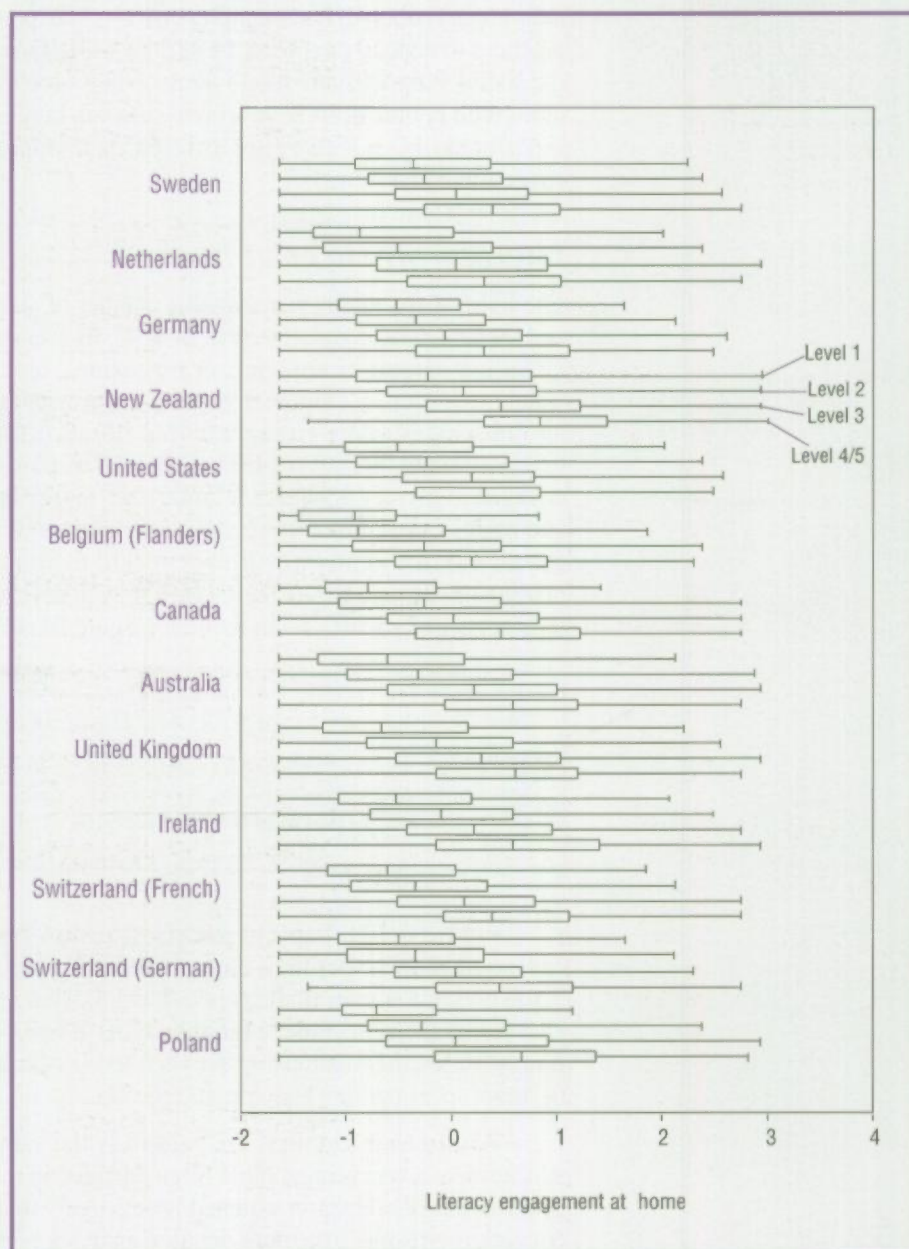 Sweden
Netherlands
Germany
New Zealand
Level 1
Level 2
Level 3
Level 4/5
United States
Belgium (Flanders)
Canada
Australia
United Kingdom
Ireland
Switzerland (French)
Switzerland (German)
Poland
-2 -1 0 1 2 3 4
Literacy engagement at home